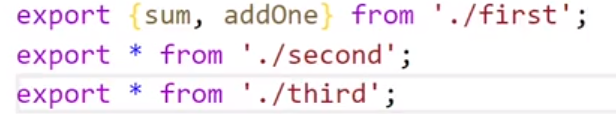 export {sum, addOne} from './first';
export * from './second';
export * from './third';